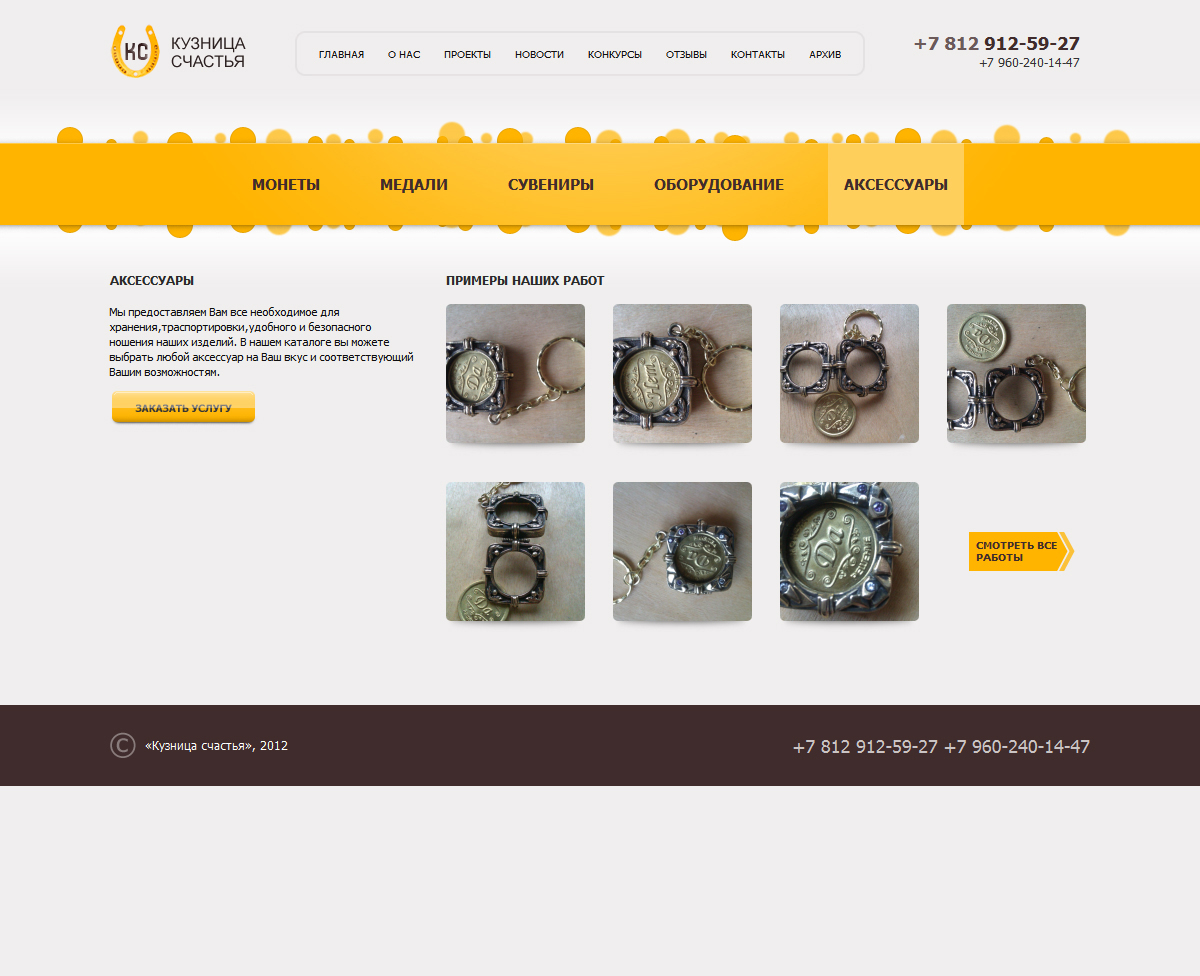 КС
КУЗНИЦА
СЧАСТЬЯ
ГЛАВНАЯ О НАС ПРОЕКТЫ НОВОСТИ КОНКУРСЫ ОТЗЫВЫ КОНТАКТЫ АРХИВ
+7 812 912-59-27
+7 960-240-14-47
МОНЕТЫ МЕДАЛИ СУВЕНИРЫ ОБОРУДОВАНИЕ АКСЕССУАРЫ
АКСЕССУАРЫ
Мы предоставляем Вам все необходимое для
хранения,траспортировки,удобного и безопасного
ношения наших изделий. В нашем каталоге вы можете
выбрать любой аксессуар на Ваш вкус и соответствующий
Вашим возможностям.
ЗАКАЗАТЬ УСЛУГУ
ПРИМЕРЫ НАШИХ РАБОТ
Да
Да
Да
СМОТРЕТЬ ВСЕ
РАБОТЫ
© «Кузница счастья», 2012
+7 812 912-59-27 +7 960-240-14-47